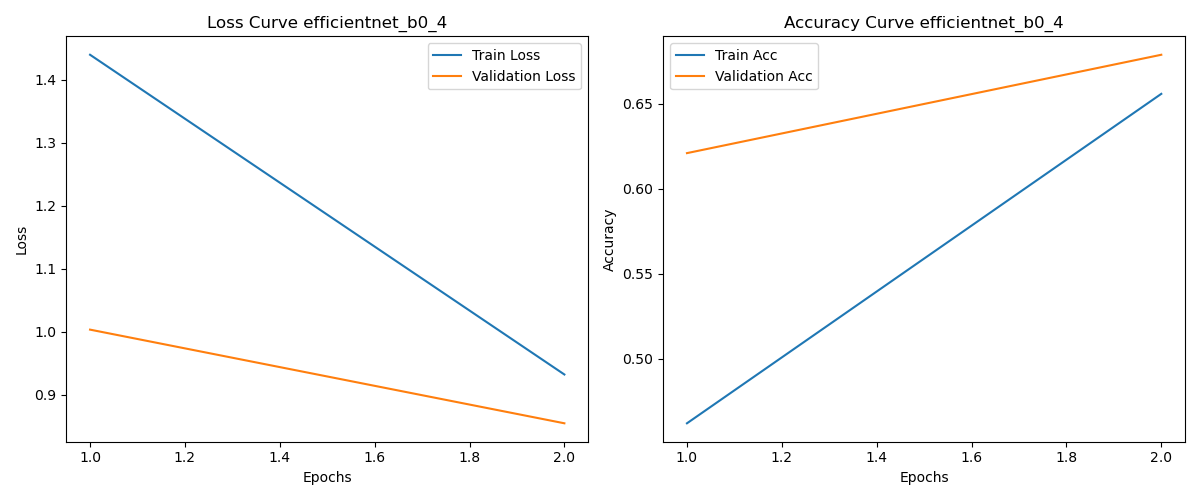 Loss Curve efficientnet_b0_4
Train Loss
Validation Loss
1.4
1.3
1.2
1.1
1.0
0.9
Loss
1.0 1.2 1.4 1.6 1.8 2.0
Epochs
Accuracy Curve efficientnet_b0_4
Train Acc
Validation Acc
0.65
0.60
0.55
0.50
Accuracy
1.0 1.2 1.4 1.6 1.8 2.0
Epochs